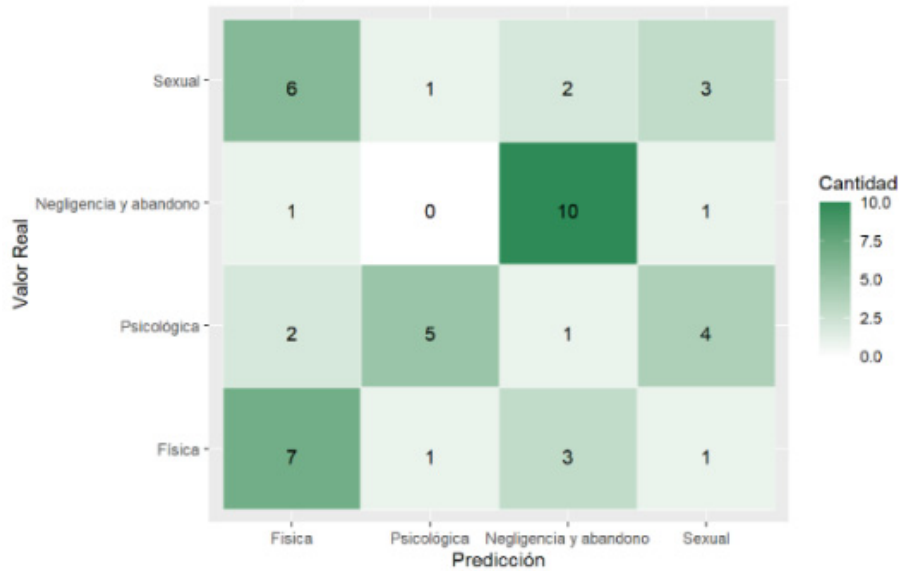 Sexual
6 1 2 3
Negligencia y abandono
1 0 10 1
Psicológica
2 5 1 4
Física
7 1 3 1
Fisica Psicológica Negligencia y abandono Sexual
Predicción
Valor Real
Cantidad
10.0
7.5
5.0
2.5
0.0